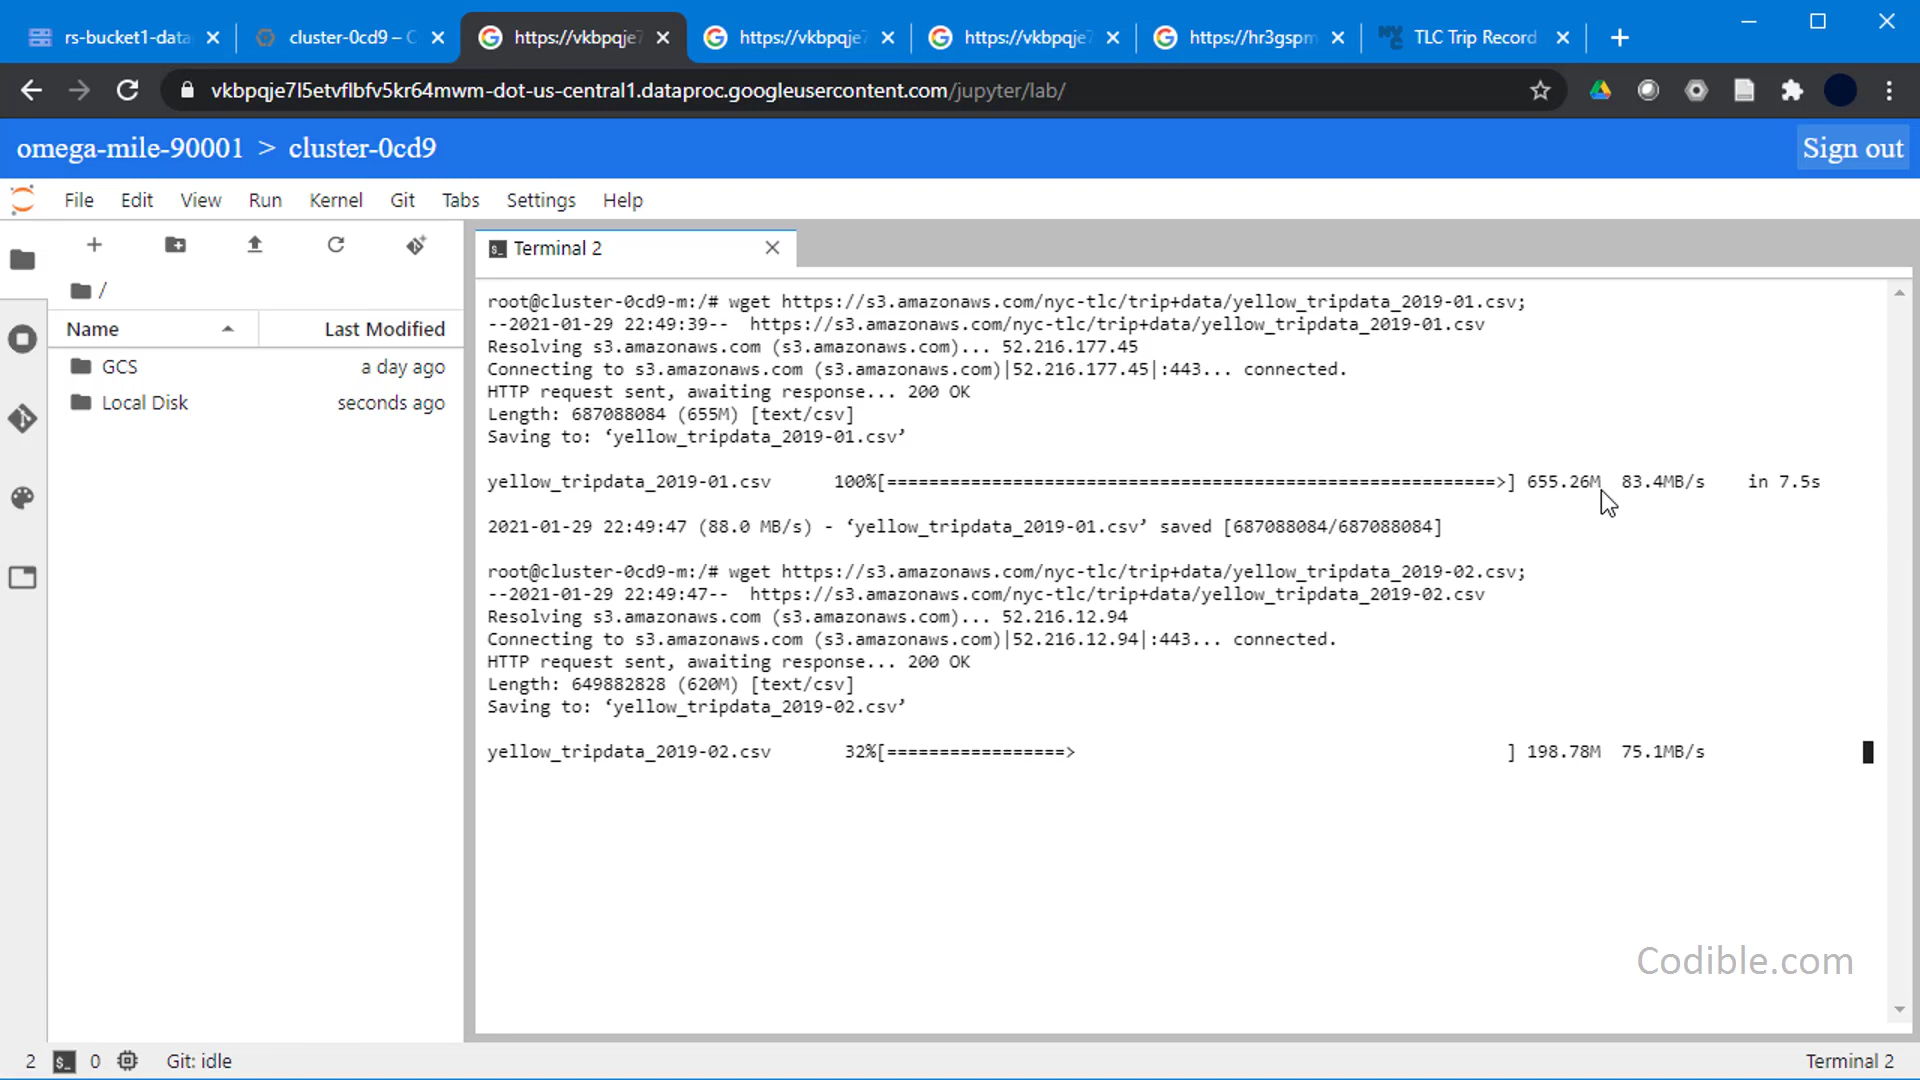 rs-bucket1-data
cluster-0cd9 – C
https://vkbpqje7
https://vkbpqje7
https://vkbpqje7
https://hr3gspm
TLC Trip Record
vkbpqje7l5etvflbfv5kr64mwm-dot-us-central1.dataproc.googleusercontent.com/jupyter/lab/
omega-mile-90001 > cluster-0cd9
Sign out
File Edit View Run Kernel Git Tabs Settings Help
/
Name Last Modified
GCS a day ago
Local Disk seconds ago
Terminal 2
root@cluster-0cd9-m:/# wget https://s3.amazonaws.com/nyc-tlc/trip+data/yellow_tripdata_2019-01.csv;
--2021-01-29 22:49:39-- https://s3.amazonaws.com/nyc-tlc/trip+data/yellow_tripdata_2019-01.csv
Resolving s3.amazonaws.com (s3.amazonaws.com)... 52.216.177.45
Connecting to s3.amazonaws.com (s3.amazonaws.com)|52.216.177.45|:443... connected.
HTTP request sent, awaiting response... 200 OK
Length: 687088084 (655M) [text/csv]
Saving to: ‘yellow_tripdata_2019-01.csv’
yellow_tripdata_2019-01.csv 100%[==========================================================>] 655.26M 83.4MB/s in 7.5s
2021-01-29 22:49:47 (88.0 MB/s) - ‘yellow_tripdata_2019-01.csv’ saved [687088084/687088084]
root@cluster-0cd9-m:/# wget https://s3.amazonaws.com/nyc-tlc/trip+data/yellow_tripdata_2019-02.csv;
--2021-01-29 22:49:47-- https://s3.amazonaws.com/nyc-tlc/trip+data/yellow_tripdata_2019-02.csv
Resolving s3.amazonaws.com (s3.amazonaws.com)... 52.216.12.94
Connecting to s3.amazonaws.com (s3.amazonaws.com)|52.216.12.94|:443... connected.
HTTP request sent, awaiting response... 200 OK
Length: 649882828 (620M) [text/csv]
Saving to: ‘yellow_tripdata_2019-02.csv’
yellow_tripdata_2019-02.csv 32%[=================> ] 198.78M 75.1MB/s
Codible.com
2 $_ 0 Git: idle
Terminal 2